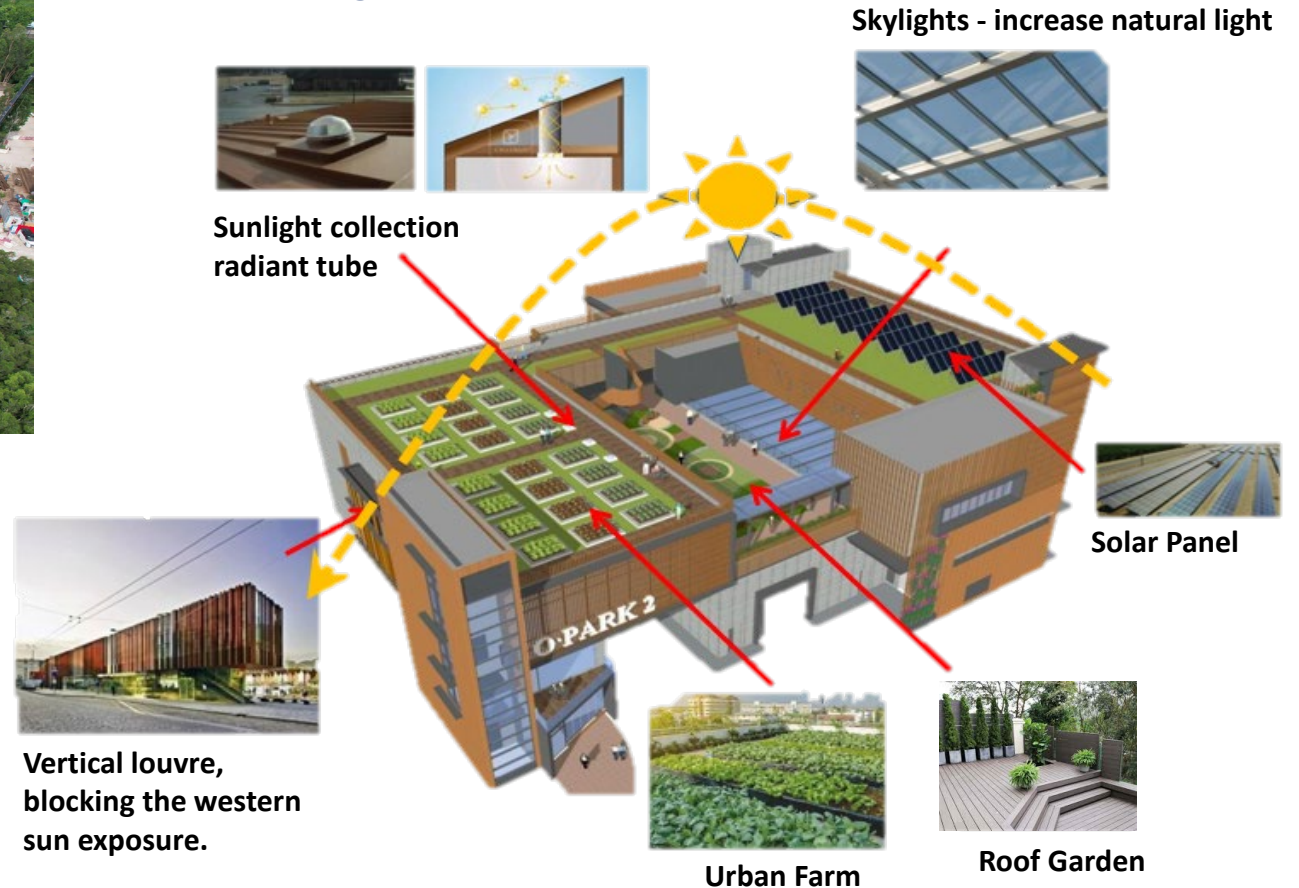 Skylights - increase natural light
Sunlight collection
radiant tube
Solar Panel
O·PARK 2
Vertical louvre,
blocking the western
sun exposure.
Urban Farm
Roof Garden